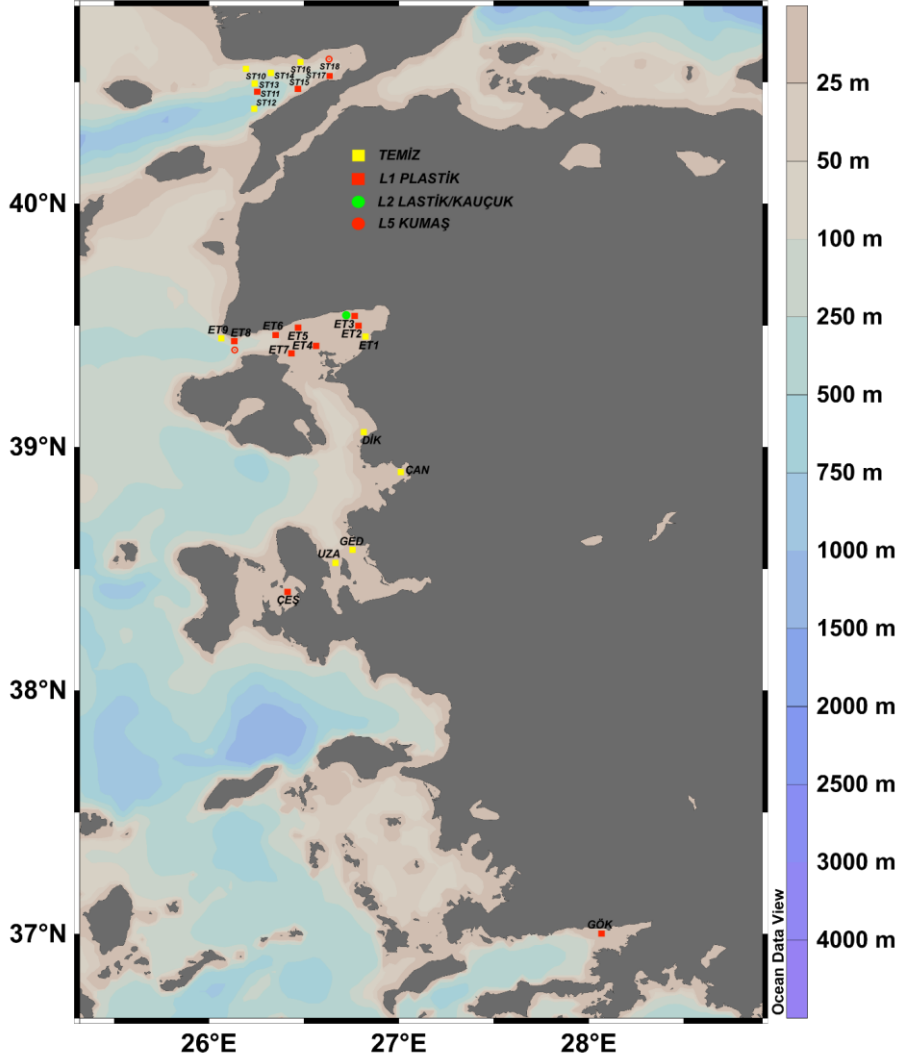 ST16
ST18
ST10
ST14
ST17
ST13
ST15
ST11
ST12
25 m
TEMİZ
50 m
L1 PLASTİK
40°N
L2 LASTİK/KAUÇUK
L5 KUMAŞ
100 m
250 m
ET9
ET8
ET6
ET5
ET3
ET2
ET7
ET4
ET1
500 m
39°N
DİK
ÇAN
750 m
GED
UZA
1000 m
ÇEŞ
1500 m
38°N
2000 m
2500 m
3000 m
37°N
GÖK
4000 m
Ocean Data View
26°E
27°E
28°E